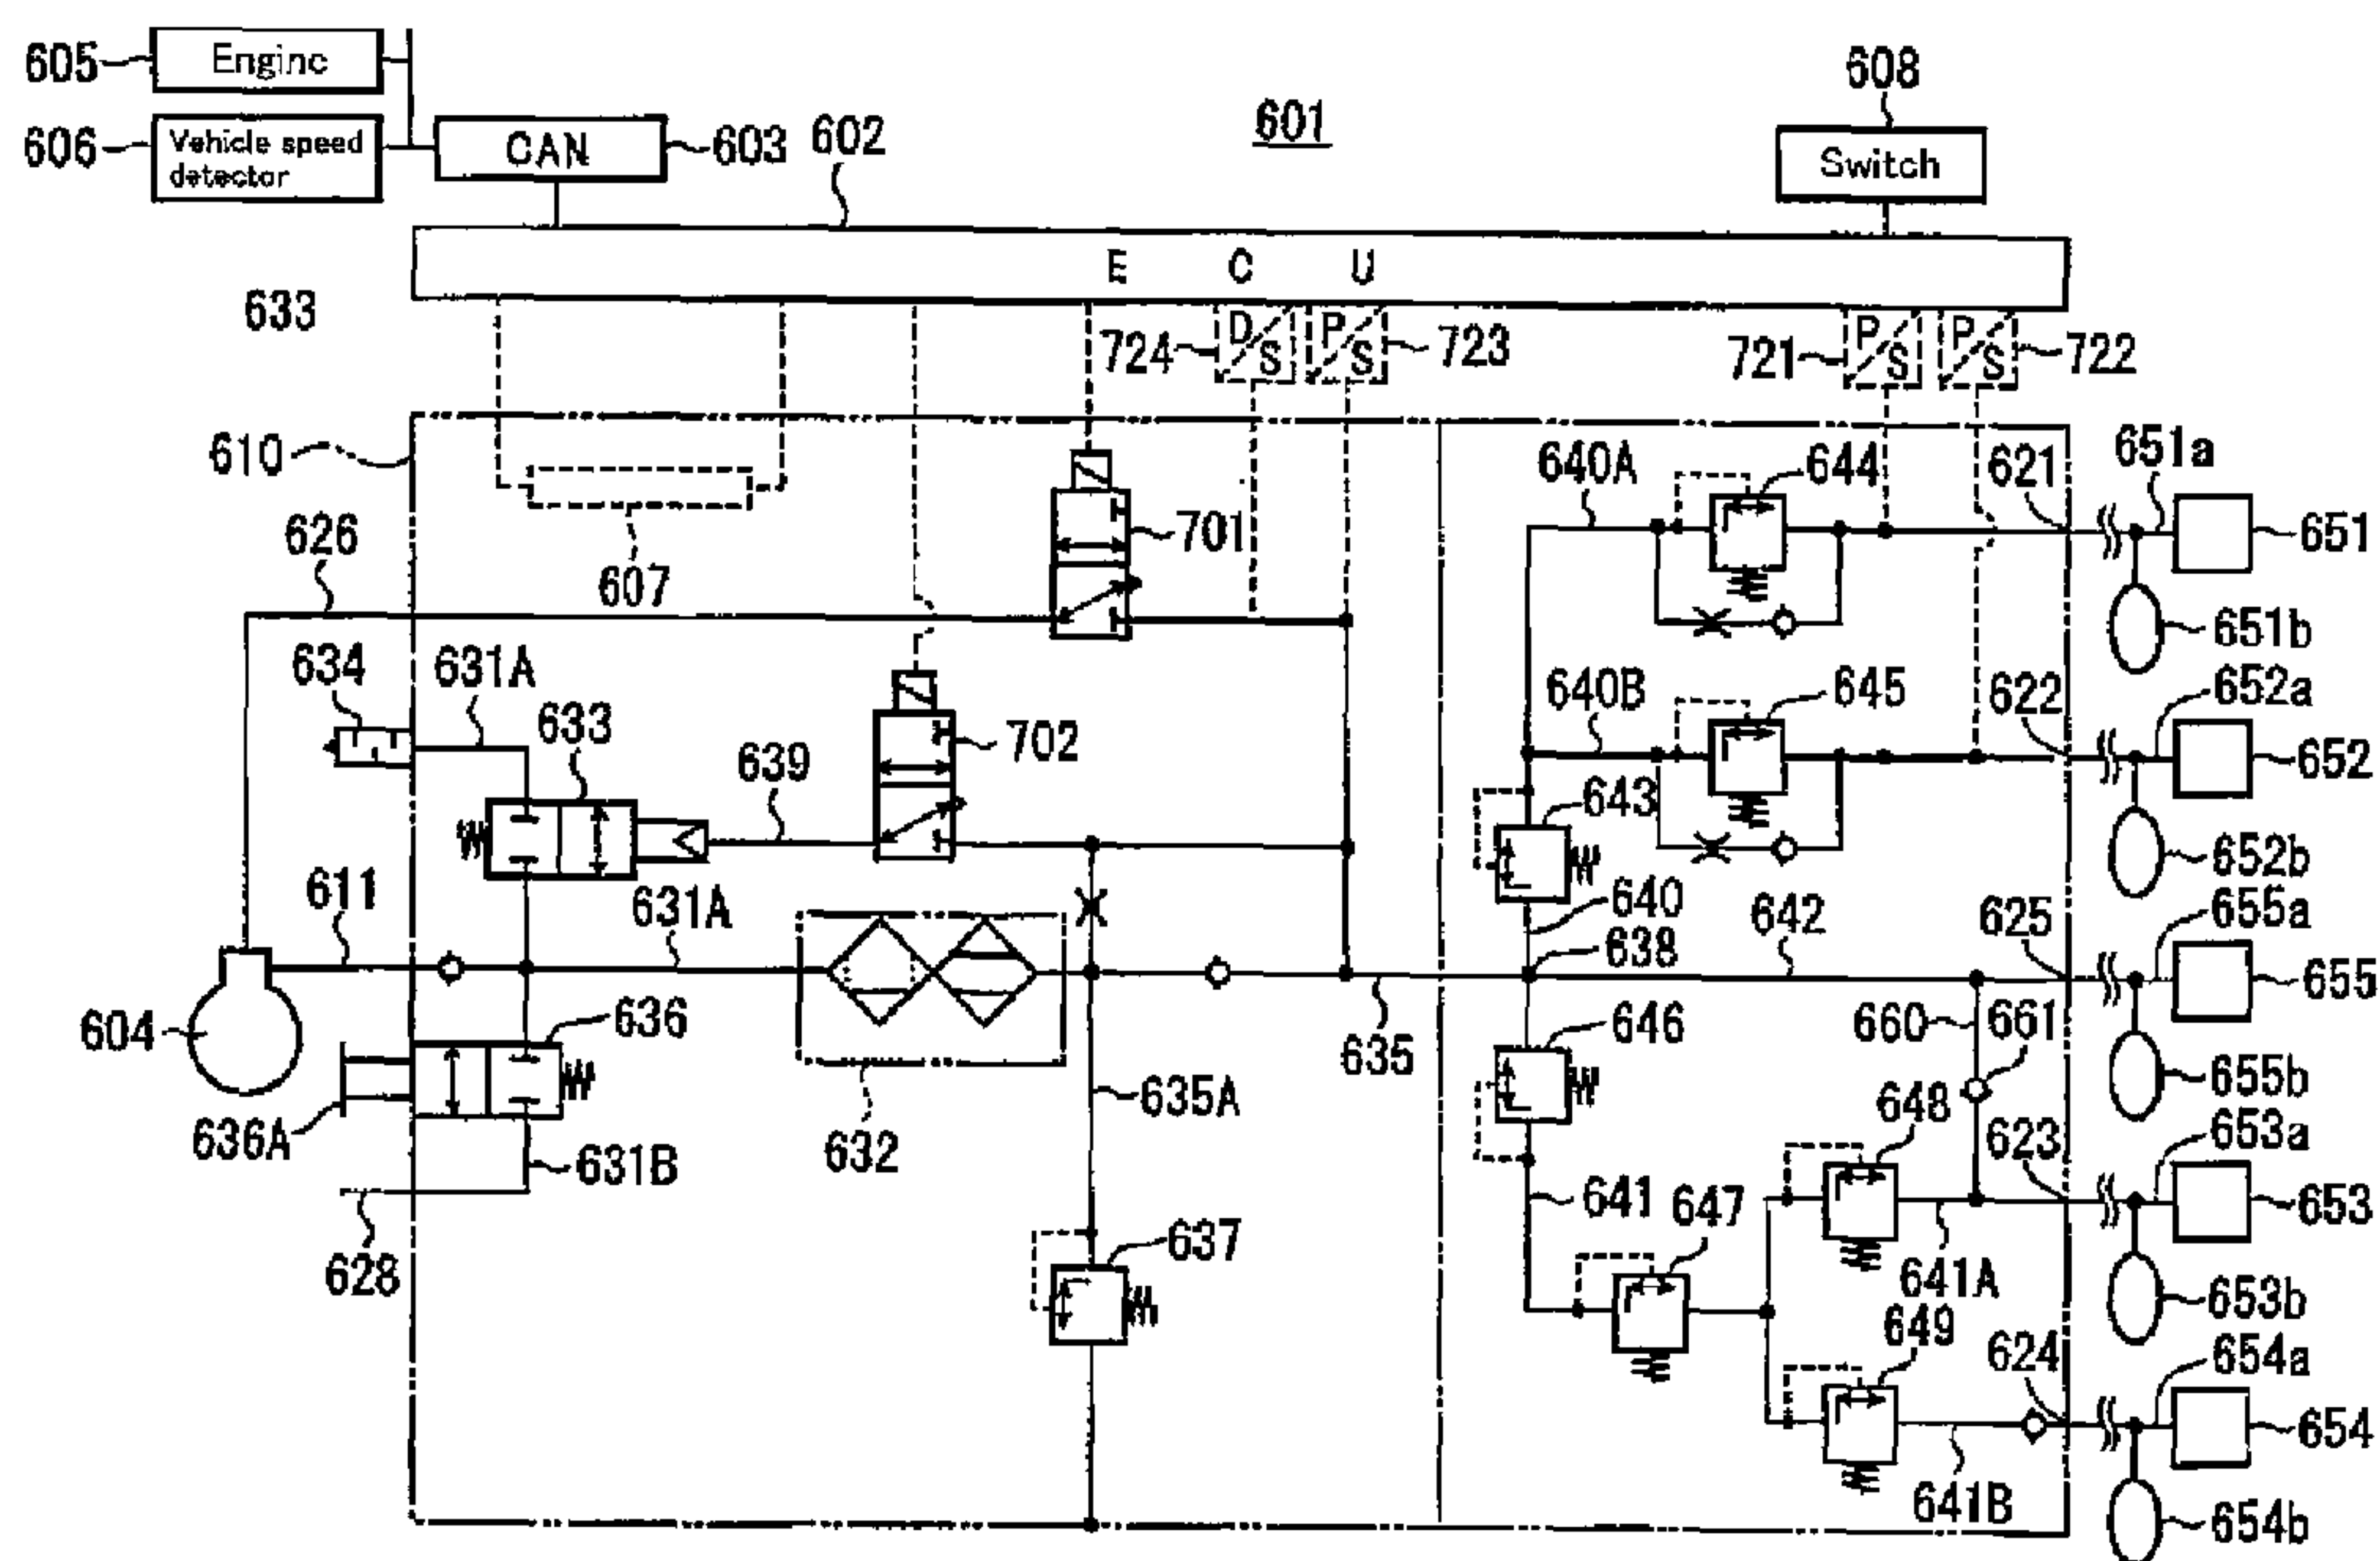 605
Engine
606
Vehicle speed
detector
CAN
603
602
601
608
Switch
E C U
633
724
D
S
P
S
723
721
P
S
P
S
722
610
626
607
701
640A
644
621
651a
651
651b
634
631A
633
639
702
640B
645
622
652a
652
652b
643
611
631A
640
638
642
625
655a
655
655b
604
636
636A
631B
628
632
635A
635
646
660
661
648
623
653a
653
653b
637
641
647
641A
649
624
654a
654
641B
654b